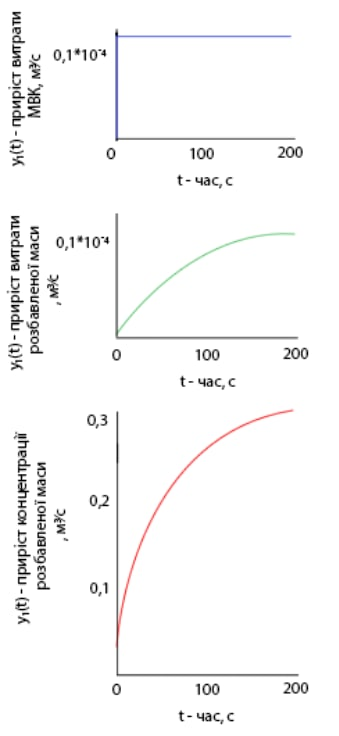 y₁(t) - приріст витрати
МВК, м³/с
0,1*10⁻⁴
0
100
200
t - час, с
y₁(t) - приріст витрати
розбавленої маси
, м³/с
0,1*10⁻⁴
0
100
200
t - час, с
y₁(t) - приріст концентрації
розбавленої маси
, м³/с
0,3
0,2
0,1
0
100
200
t - час, с